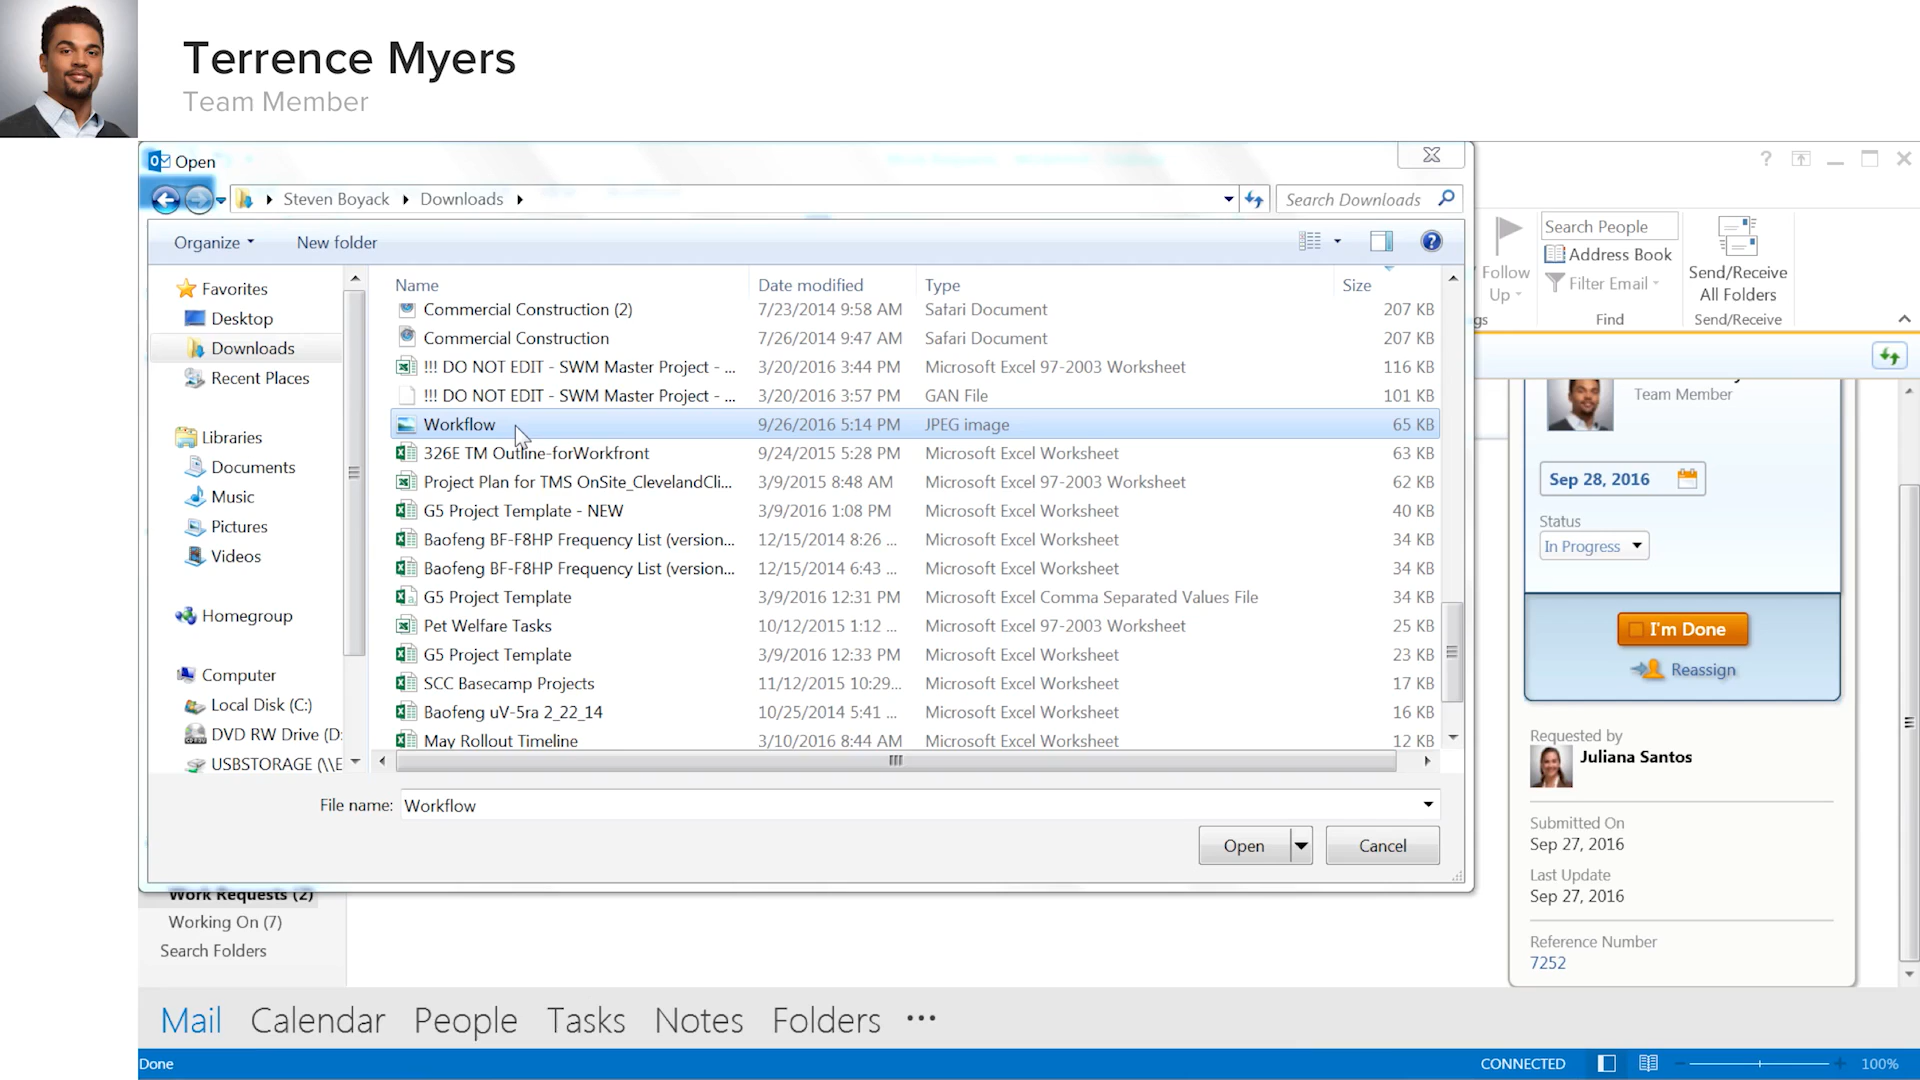 Terrence Myers
Team Member
Open
Steven Boyack
Downloads
Search Downloads
Organize
New folder
Favorites
Desktop
Downloads
Recent Places
Libraries
Documents
Music
Pictures
Videos
Homegroup
Computer
Local Disk (C:)
DVD RW Drive (D:
USBSTORAGE (\\E
Name Date modified Type Size
Commercial Construction (2) 7/23/2014 9:58 AM Safari Document 207 KB
Commercial Construction 7/26/2014 9:47 AM Safari Document 207 KB
!!! DO NOT EDIT - SWM Master Project - ... 3/20/2016 3:44 PM Microsoft Excel 97-2003 Worksheet 116 KB
!!! DO NOT EDIT - SWM Master Project - ... 3/20/2016 3:57 PM GAN File 101 KB
Workflow 9/26/2016 5:14 PM JPEG image 65 KB
326E TM Outline-forWorkfront 9/24/2015 5:28 PM Microsoft Excel Worksheet 63 KB
Project Plan for TMS OnSite_ClevelandCli... 3/9/2015 8:48 AM Microsoft Excel 97-2003 Worksheet 62 KB
G5 Project Template - NEW 3/9/2016 1:08 PM Microsoft Excel Worksheet 40 KB
Baofeng BF-F8HP Frequency List (version... 12/15/2014 8:26 ... Microsoft Excel Worksheet 34 KB
Baofeng BF-F8HP Frequency List (version... 12/15/2014 6:43 ... Microsoft Excel Worksheet 34 KB
G5 Project Template 3/9/2016 12:31 PM Microsoft Excel Comma Separated Values File 34 KB
Pet Welfare Tasks 10/12/2015 1:12 ... Microsoft Excel 97-2003 Worksheet 25 KB
G5 Project Template 3/9/2016 12:33 PM Microsoft Excel Worksheet 23 KB
SCC Basecamp Projects 11/12/2015 10:29... Microsoft Excel Worksheet 17 KB
Baofeng uV-5ra 2_22_14 10/25/2014 5:41 ... Microsoft Excel Worksheet 16 KB
May Rollout Timeline 3/10/2016 8:44 AM Microsoft Excel Worksheet 12 KB
File name: Workflow
Open
Cancel
Follow
Up
gs
Search People
Address Book
Filter Email
Find
Send/Receive
All Folders
Send/Receive
Team Member
Sep 28, 2016
Status
In Progress
I'm Done
Reassign
Requested by
Juliana Santos
Submitted On
Sep 27, 2016
Last Update
Sep 27, 2016
Reference Number
7252
Work Requests (2)
Working On (7)
Search Folders
Mail Calendar People Tasks Notes Folders ...
Done
CONNECTED
100%